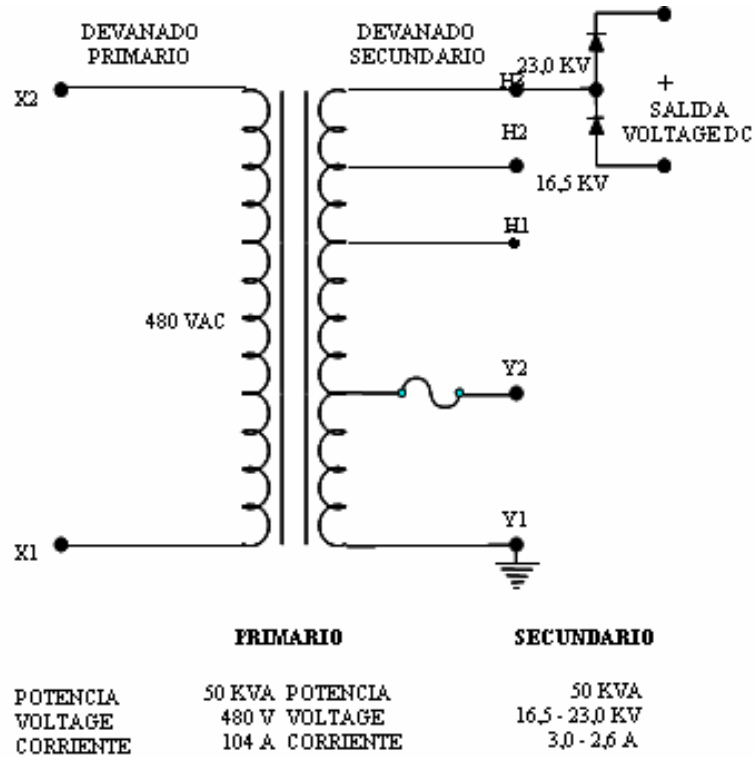 DEVANADO
PRIMARIO
DEVANADO
SECUNDARIO
X2
23,0 KV
H3
+
SALIDA
VOLTAGE DC
H2
16,5 KV
H1
480 VAC
Y2
X1
Y1
PRIMARIO SECUNDARIO
POTENCIA 50 KVA POTENCIA 50 KVA
VOLTAGE 480 V VOLTAGE 16,5 - 23,0 KV
CORRIENTE 104 A CORRIENTE 3,0 - 2,6 A